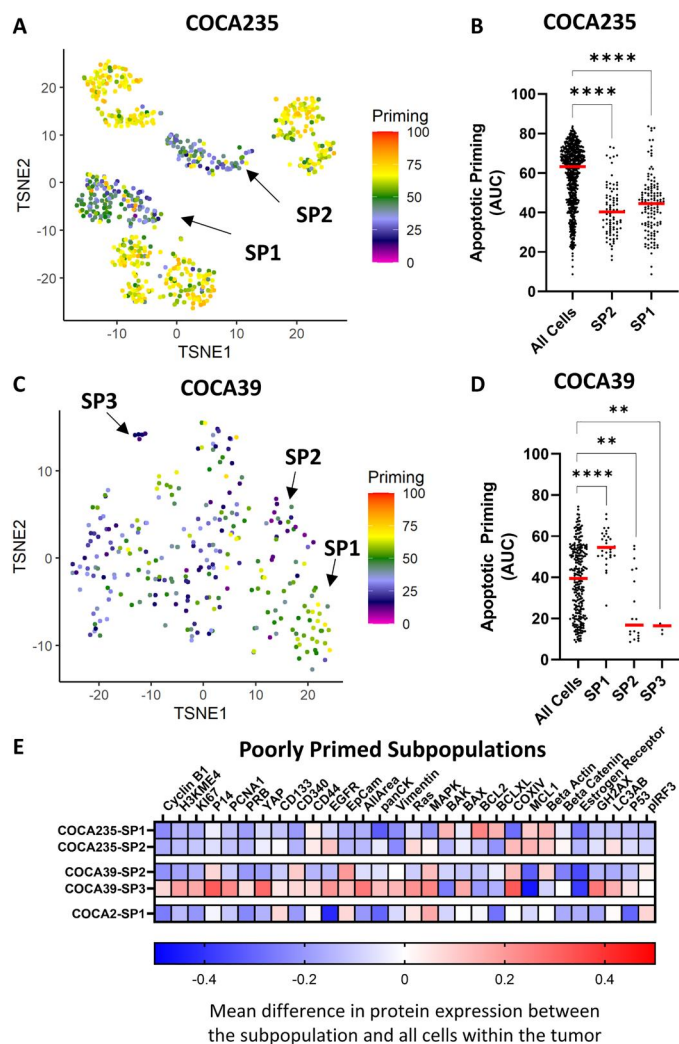 A
COCA235
B
COCA235
TSNE2
20
10
0
-10
-20
-10
0
10
20
TSNE1
SP2
SP1
Priming
100
75
50
25
0
Apoptotic Priming
(AUC)
100
80
60
40
20
0
****
****
All Cells
SP2
SP1
C
COCA39
D
COCA39
TSNE2
10
0
-10
-20
-10
0
10
20
TSNE1
SP3
SP2
SP1
Priming
100
75
50
25
0
Apoptotic Priming
(AUC)
100
80
60
40
20
0
**
**
****
All Cells
SP1
SP2
SP3
E
Poorly Primed Subpopulations
Cyclin B1
H3KME4
KI67
P14
PCNA1
PRB
YAP
CD133
CD340
CD44
EGFR
EpCam
AllArea
panCK
Vimentin
Ras
MAPK
BAK
BAX
BCL2
BCLXL
COXIV
MCL1
Beta Actin
Beta Catenin
Estrogen Receptor
GH2AX
LC3AB
P53
pIRF3
COCA235-SP1
COCA235-SP2
COCA39-SP2
COCA39-SP3
COCA2-SP1
-0.4
-0.2
0
0.2
0.4
Mean difference in protein expression between
the subpopulation and all cells within the tumor